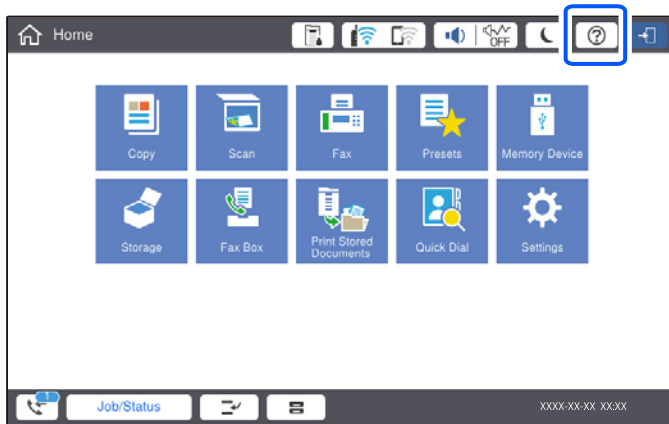 Home
OFF
?
Copy
Scan
Fax
Presets
Memory Device
Storage
Fax Box
Print Stored
Documents
Quick Dial
Settings
1
Job/Status
XXXX-XX-XX XX:XX